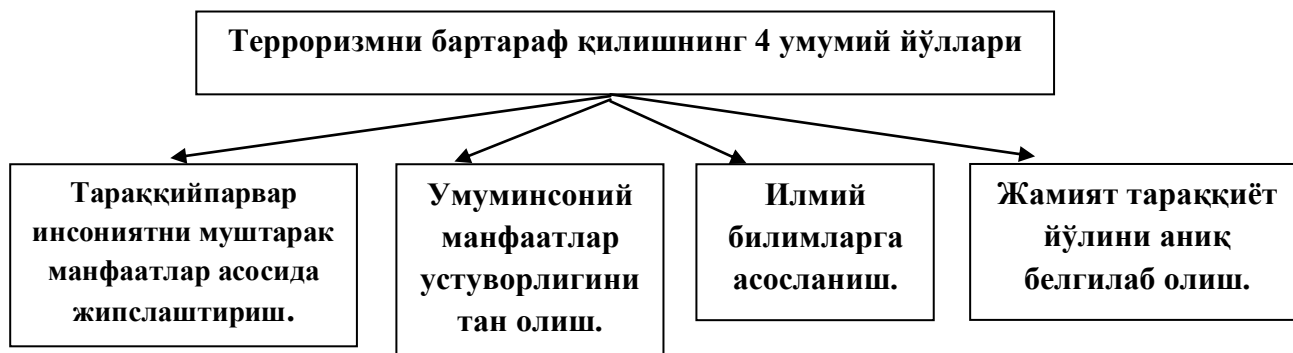 Терроризмни бартараф қилишнинг 4 умумий йўллари
Тараққийпарвар
инсониятни муштарак
манфаатлар асосида
жипслаштириш.
Умуминсоний
манфаатлар
устуворлигини
тан олиш.
Илмий
билимларга
асосланиш.
Жамият тараққиёт
йўлини аниқ
белгилаб олиш.